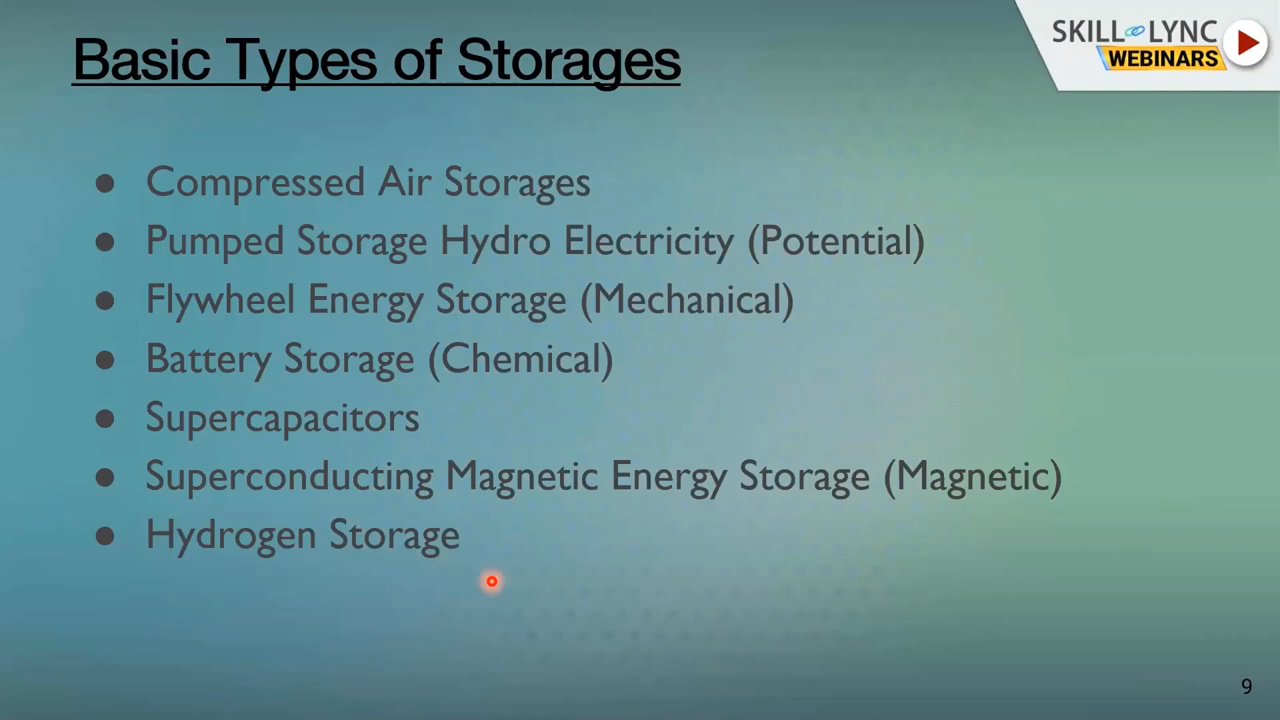 Basic Types of Storages
SKILL LYNC
WEBINARS
● Compressed Air Storages
● Pumped Storage Hydro Electricity (Potential)
● Flywheel Energy Storage (Mechanical)
● Battery Storage (Chemical)
● Supercapacitors
● Superconducting Magnetic Energy Storage (Magnetic)
● Hydrogen Storage
9